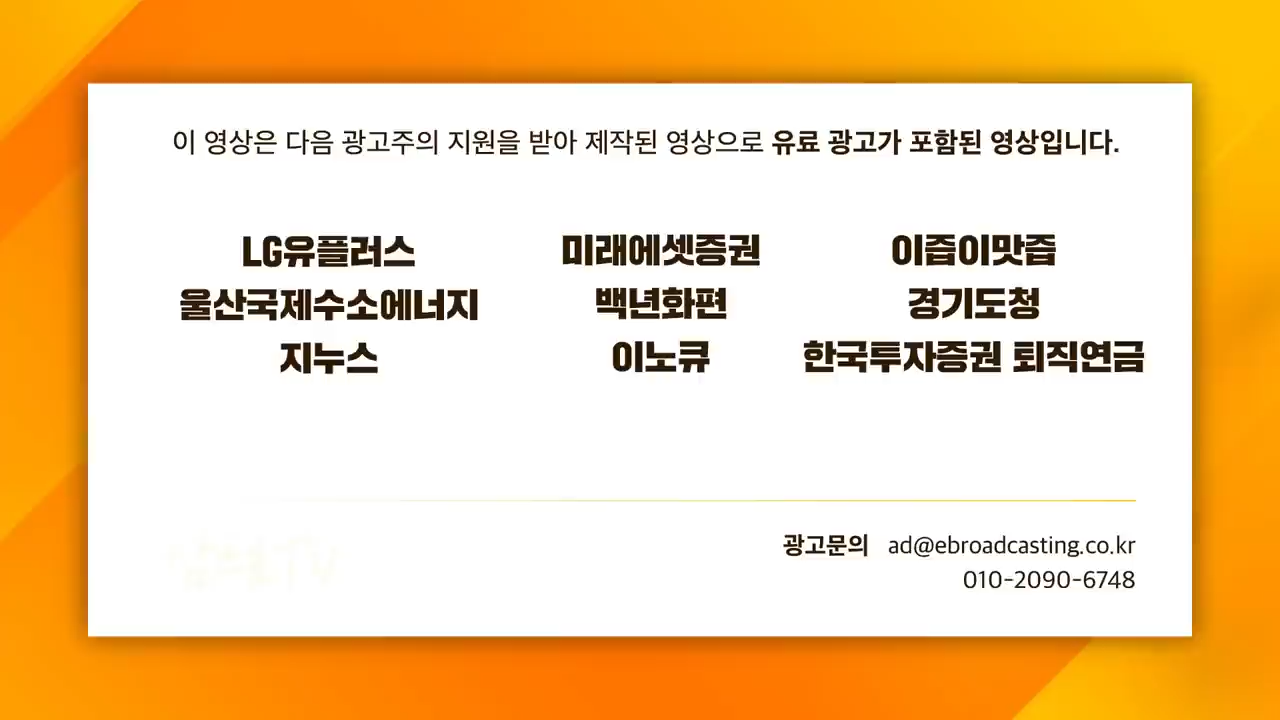 이 영상은 다음 광고주의 지원을 받아 제작된 영상으로 유료 광고가 포함된 영상입니다.
LG유플러스 미래에셋증권 이즙이맛즙
울산국제수소에너지 백년화편 경기도청
지누스 이노큐 한국투자증권 퇴직연금
광고문의 ad@ebroadcasting.co.kr
010-2090-6748